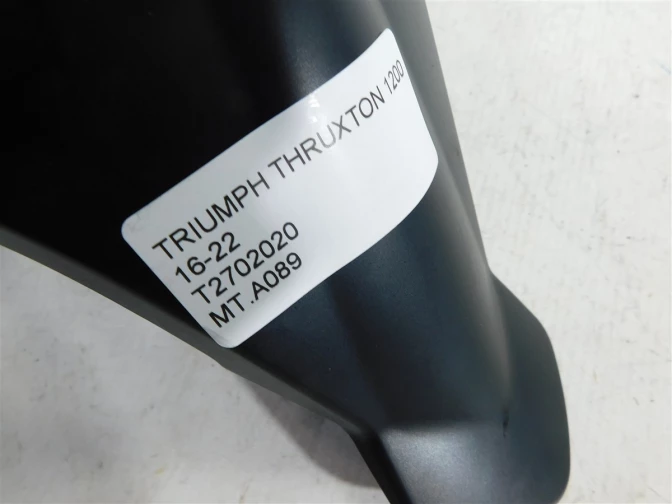 TRIUMPH THRUXTON 1200
16-22
T2702020
MT.A089